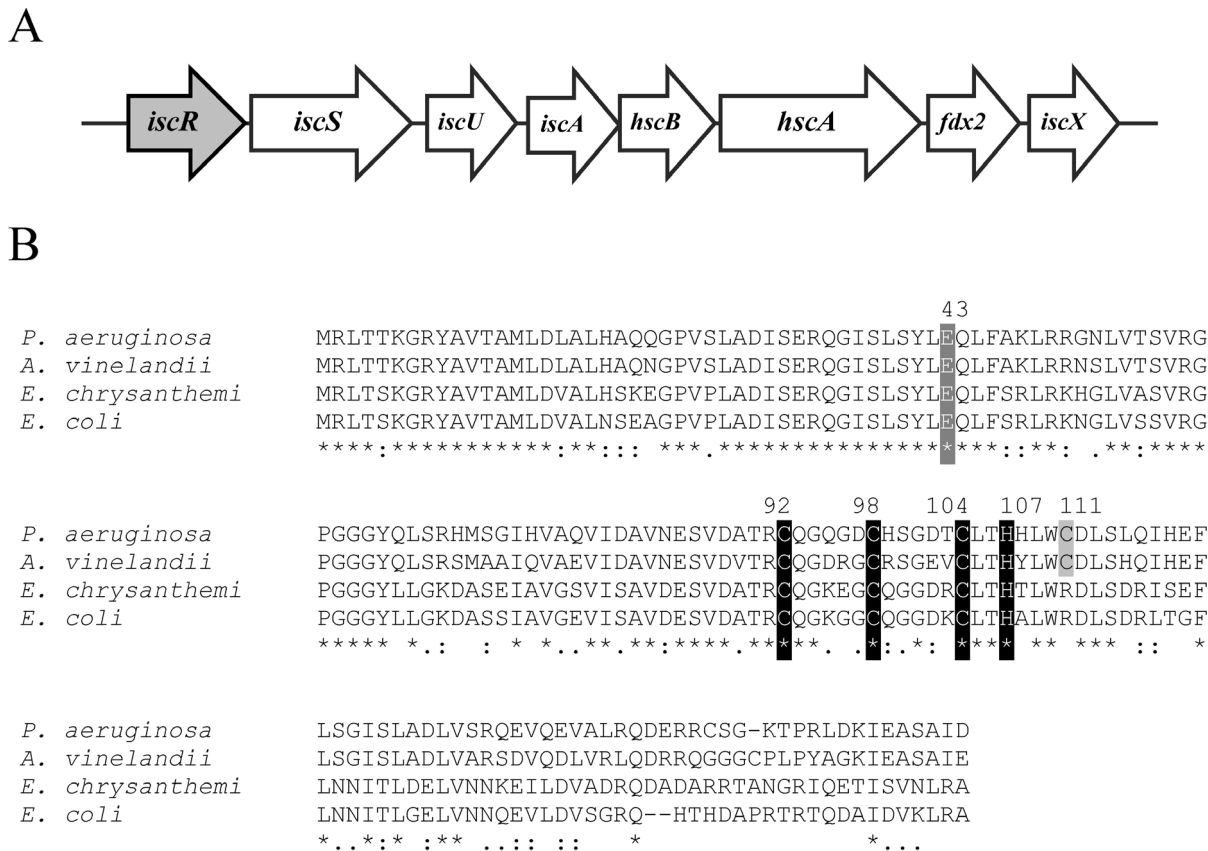 A
iscR iscS iscU iscA hscB hscA fdx2 iscX
B
43
P. aeruginosa MRLTTKGRYAVTAMLDLALHAQQGPVSLADISERQGISLSYLEQLFAKLRRGNLVTSVRG
A. vinelandii MRLTTKGRYAVTAMLDLALHAQNGPVSLADISERQGISLSYLEQLFAKLRRNSLVTSVRG
E. chrysanthemi MRLTSKGRYAVTAMLDVALHSKEGPVPLADISERQGISLSYLEQLFSRLRKHGLVASVRG
E. coli MRLTSKGRYAVTAMLDVALNSEAGPVPLADISERQGISLSYLEQLFSRLRKNGLVSSVRG
****:***********:**::: ***.*******************::**: .**:****
92 98 104 107 111
P. aeruginosa PGGGYQLSRHMSGIHVAQVIDAVNESVDATRCQGQGDCHSGDTCLTHHLWCDLSLQIHEF
A. vinelandii PGGGYQLSRSMAAIQVAEVIDAVNESVDVTRCQGDRGCRSGEVCLTHYLWCDLSHQIHEF
E. chrysanthemi PGGGYLLGKDASEIAVGSVISAVDESVDATRCQGKEGCQGGDRCLTHTLWRDLSDRISEF
E. coli PGGGYLLGKDASSIAVGEVISAVDESVDATRCQGKGGCQGGDKCLTHALWRDLSDRLTGF
***** *.:  : * *..**.**:****.*****. .*:.*: **** ** *** ::  *
P. aeruginosa LSGISLADLVSRQEVQEVALRQDERRCSG-KTPRLDKIEASAID
A. vinelandii LSGISLADLVARSDVQDLVLRQDRRQGGGCPLPYAGKIEASAIE
E. chrysanthemi LNNITLDELVNNKEILDVADRQDADARRTANGRIQETISVNLRA
E. coli LNNITLGELVNNQEVLDVSGRQ--HTHDAPRTRTQDAIDVKLRA
*..*:* :** ..:: :: * *...